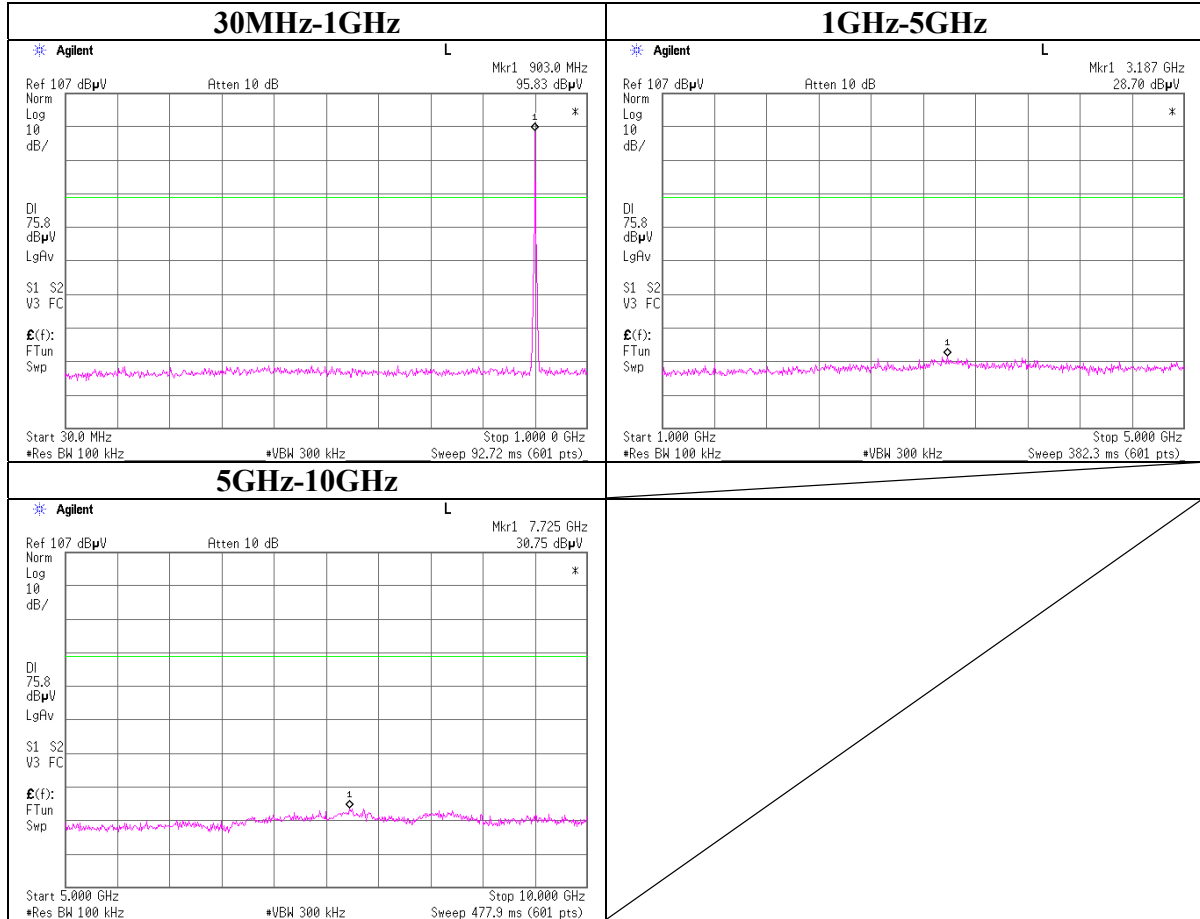 30MHz-1GHz
Agilent
L
Mkr1 903.0 MHz
Ref 107 dBµV
Atten 10 dB
95.83 dBµV
Norm
Log
10
dB/
1
*
DI
75.8
dBµV
LgAv
S1 S2
V3 FC
£(f):
FTun
Swp
Start 30.0 MHz
Stop 1.000 0 GHz
#Res BW 100 kHz
#VBW 300 kHz
Sweep 92.72 ms (601 pts)
1GHz-5GHz
Agilent
L
Mkr1 3.187 GHz
Ref 107 dBµV
Atten 10 dB
28.70 dBµV
Norm
Log
10
dB/
*
DI
75.8
dBµV
LgAv
S1 S2
V3 FC
£(f):
FTun
Swp
1
Start 1.000 GHz
Stop 5.000 GHz
#Res BW 100 kHz
#VBW 300 kHz
Sweep 382.3 ms (601 pts)
5GHz-10GHz
Agilent
L
Mkr1 7.725 GHz
Ref 107 dBµV
Atten 10 dB
30.75 dBµV
Norm
Log
10
dB/
*
DI
75.8
dBµV
LgAv
S1 S2
V3 FC
£(f):
FTun
Swp
1
Start 5.000 GHz
Stop 10.000 GHz
#Res BW 100 kHz
#VBW 300 kHz
Sweep 477.9 ms (601 pts)